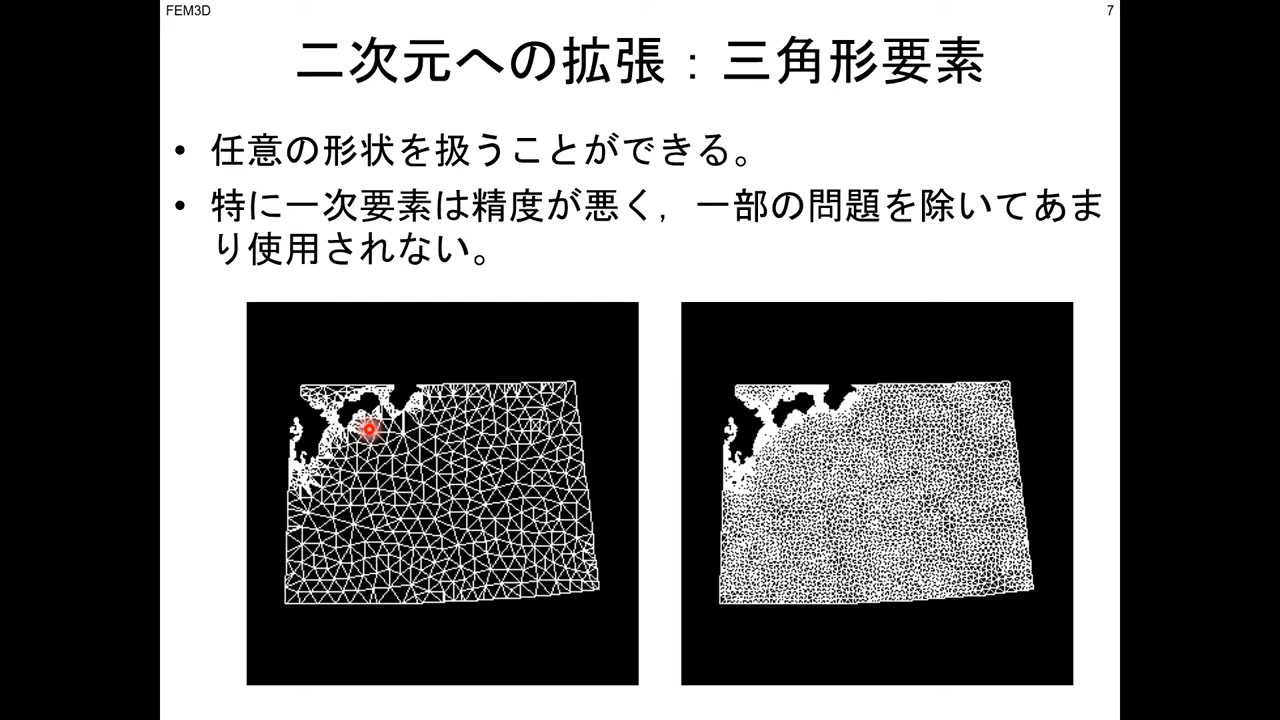 FEM3D
7
二次元への拡張：三角形要素
• 任意の形状を扱うことができる。
• 特に一次要素は精度が悪く，一部の問題を除いてあま
り使用されない。